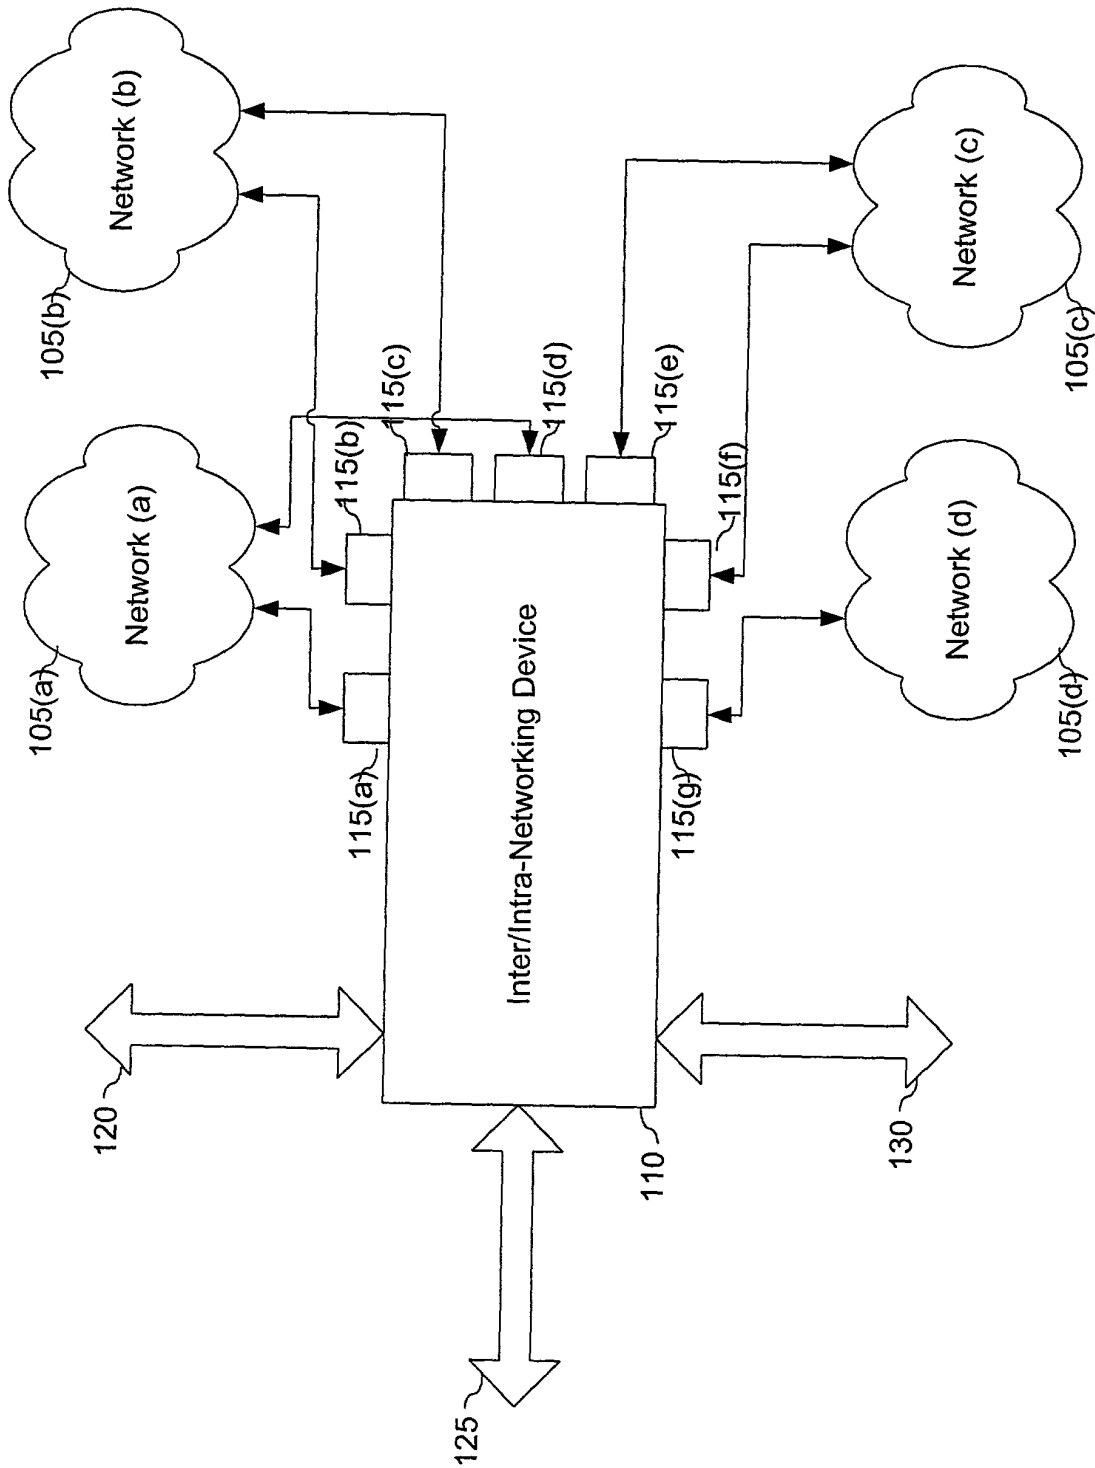 120
125
130
110
Inter/Intra-Networking Device
105(a)
Network (a)
105(b)
Network (b)
115(a)
115(b)
115(c)
115(d)
115(e)
115(f)
115(g)
105(d)
Network (d)
105(c)
Network (c)